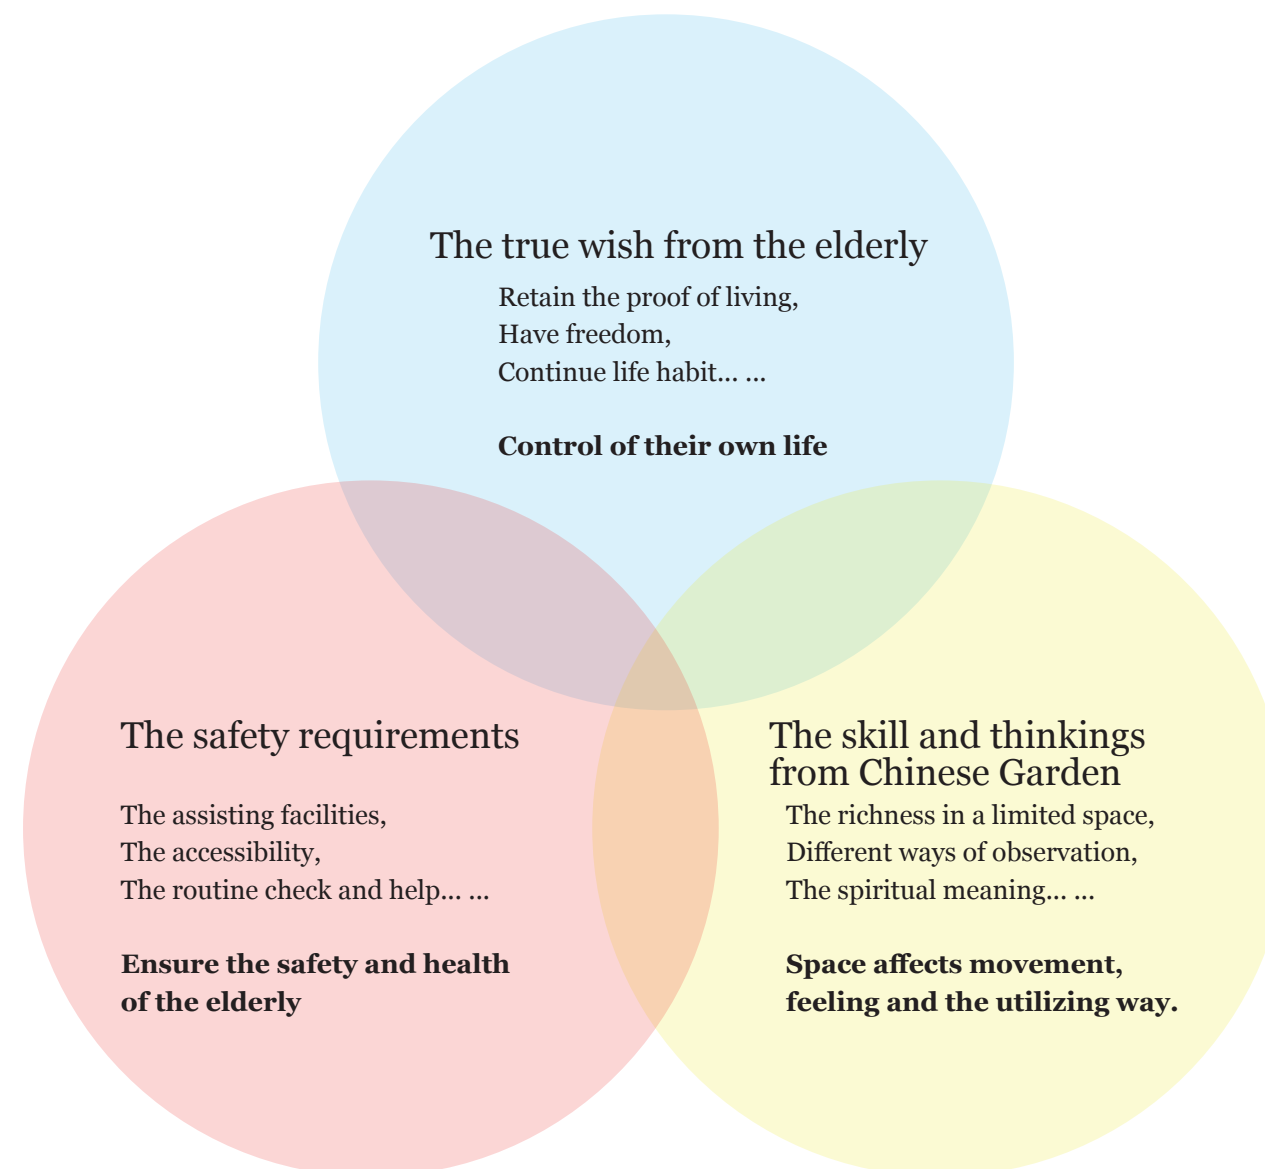 The true wish from the elderly
Retain the proof of living,
Have freedom,
Continue life habit... ...
Control of their own life
The safety requirements
The assisting facilities,
The accessibility,
The routine check and help... ...
Ensure the safety and health
of the elderly
The skill and thinkings
from Chinese Garden
The richness in a limited space,
Different ways of observation,
The spiritual meaning... ...
Space affects movement,
feeling and the utilizing way.